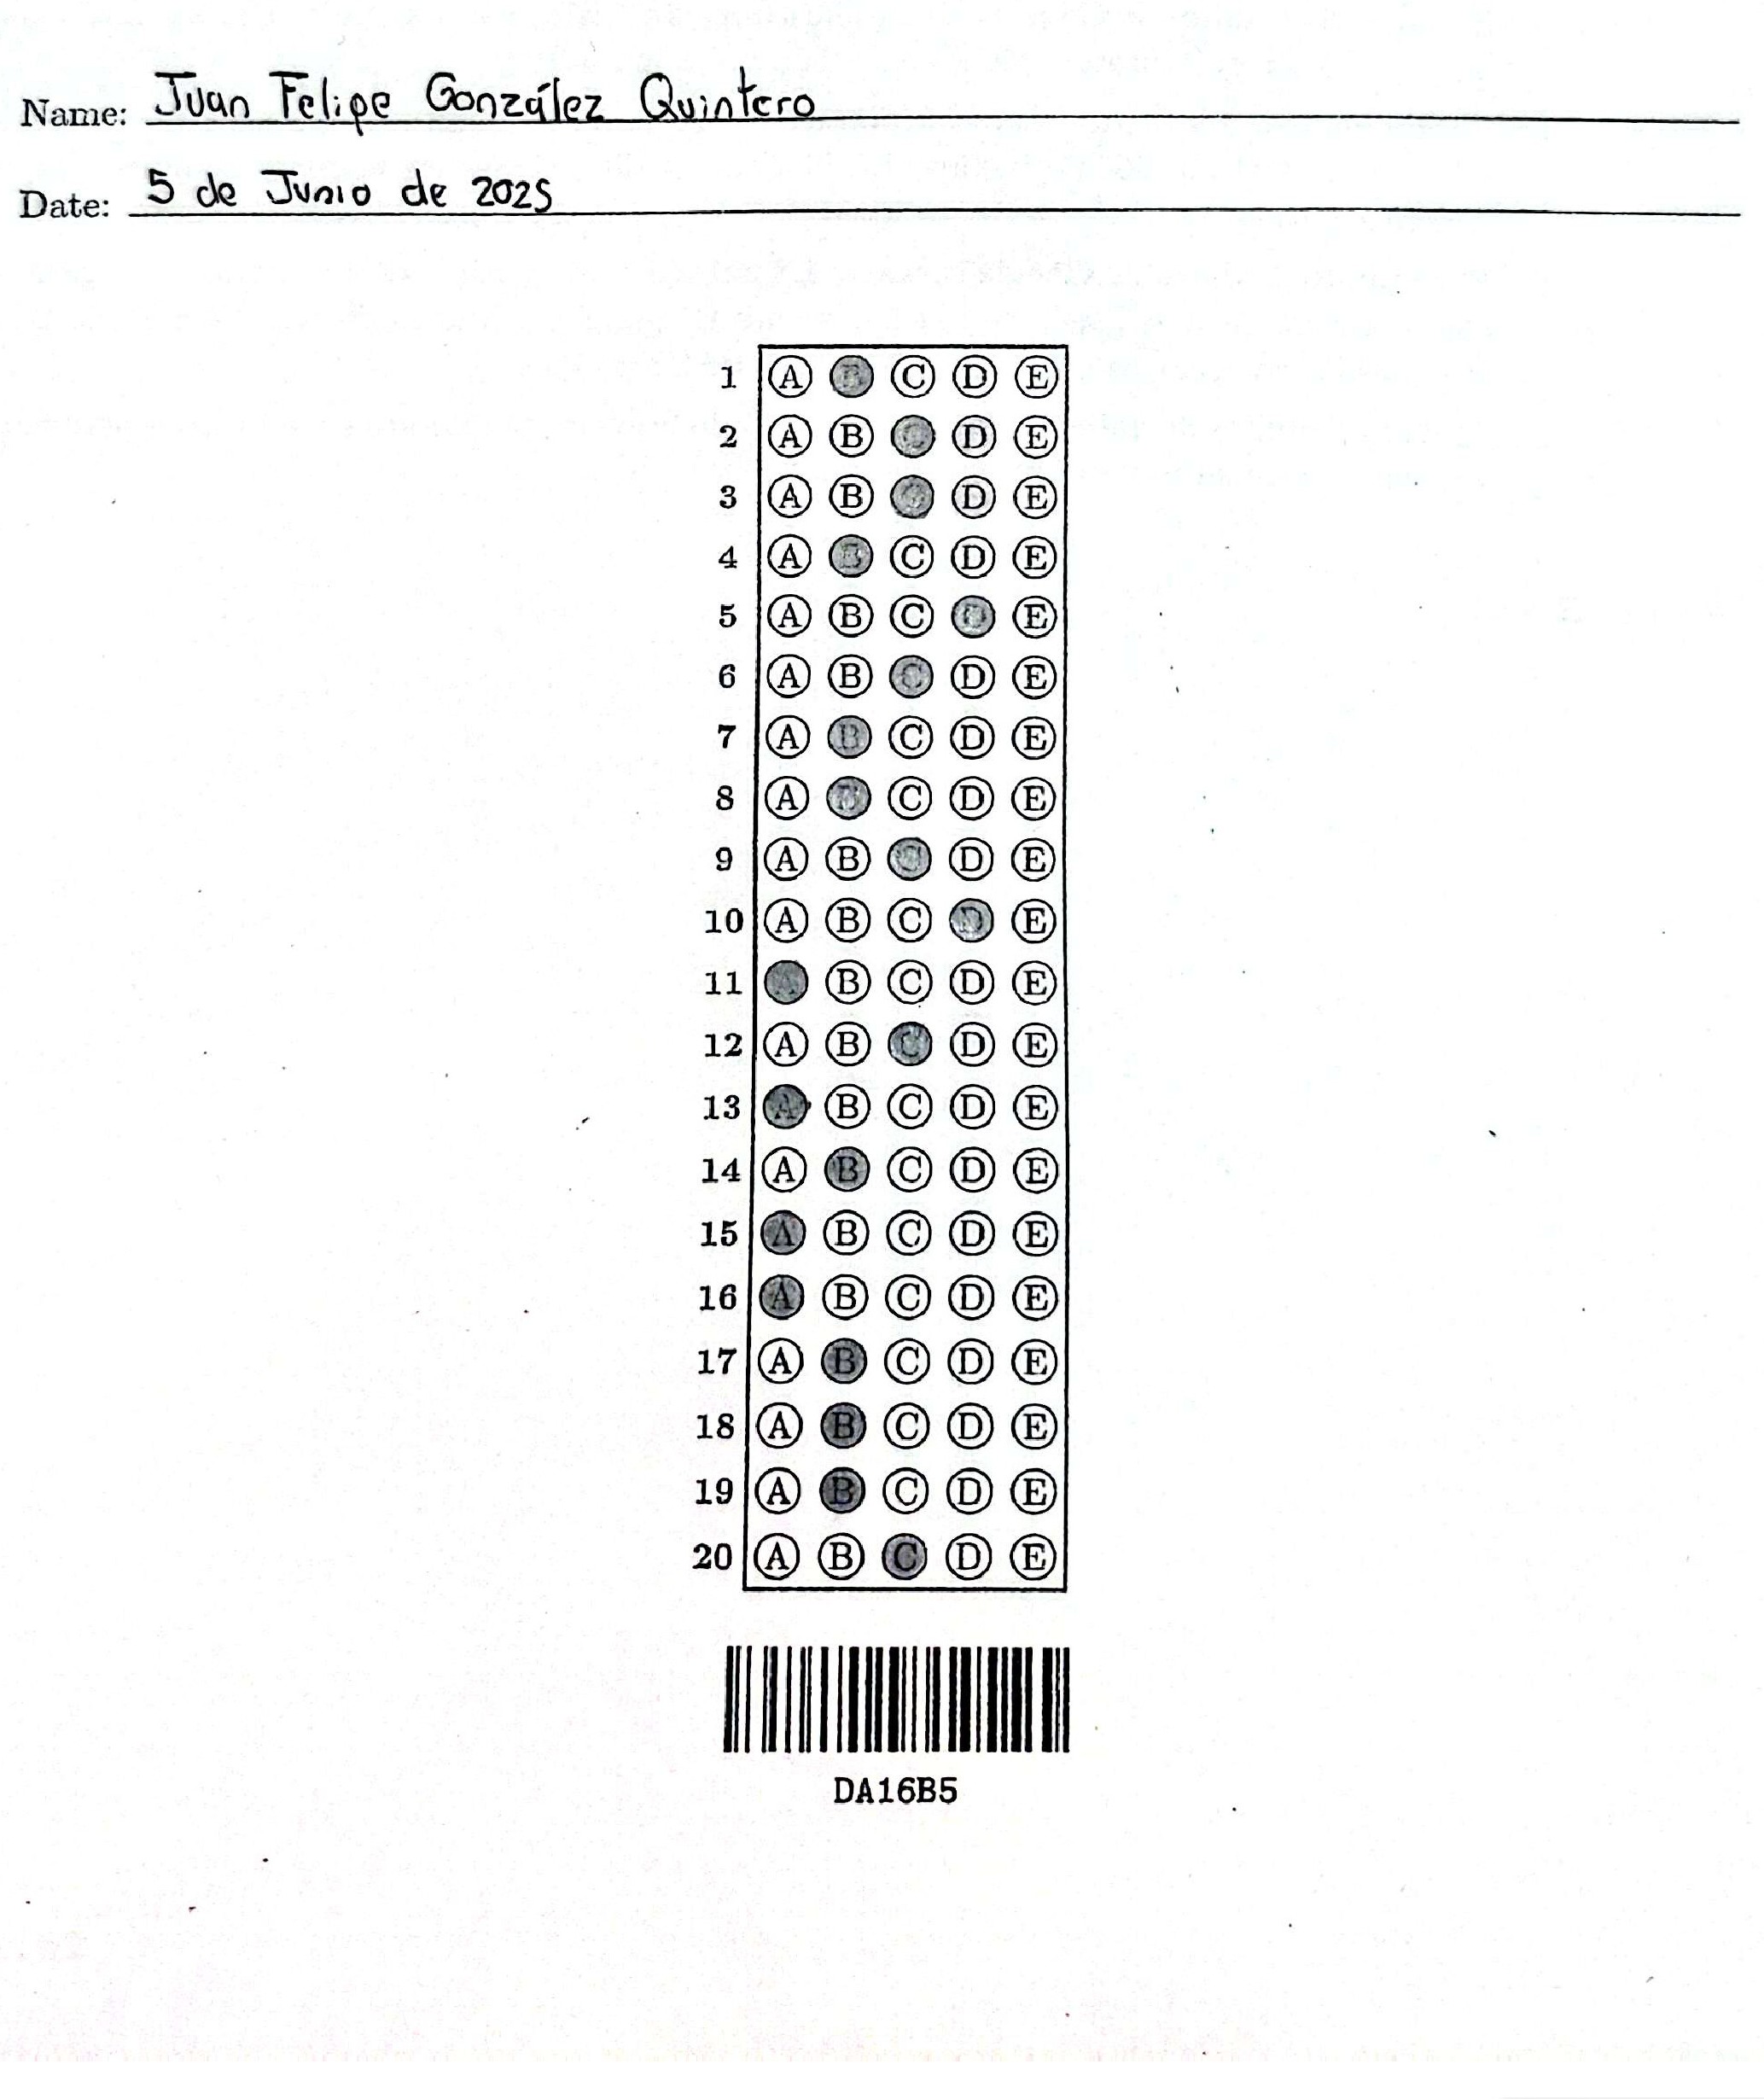 Name: Juan Felipe González Quintero
Date: 5 de Junio de 2025
1 A B C D E
2 A B C D E
3 A B C D E
4 A B C D E
5 A B C D E
6 A B C D E
7 A B C D E
8 A B C D E
9 A B C D E
10 A B C D E
11 A B C D E
12 A B C D E
13 A B C D E
14 A B C D E
15 A B C D E
16 A B C D E
17 A B C D E
18 A B C D E
19 A B C D E
20 A B C D E
DA16B5